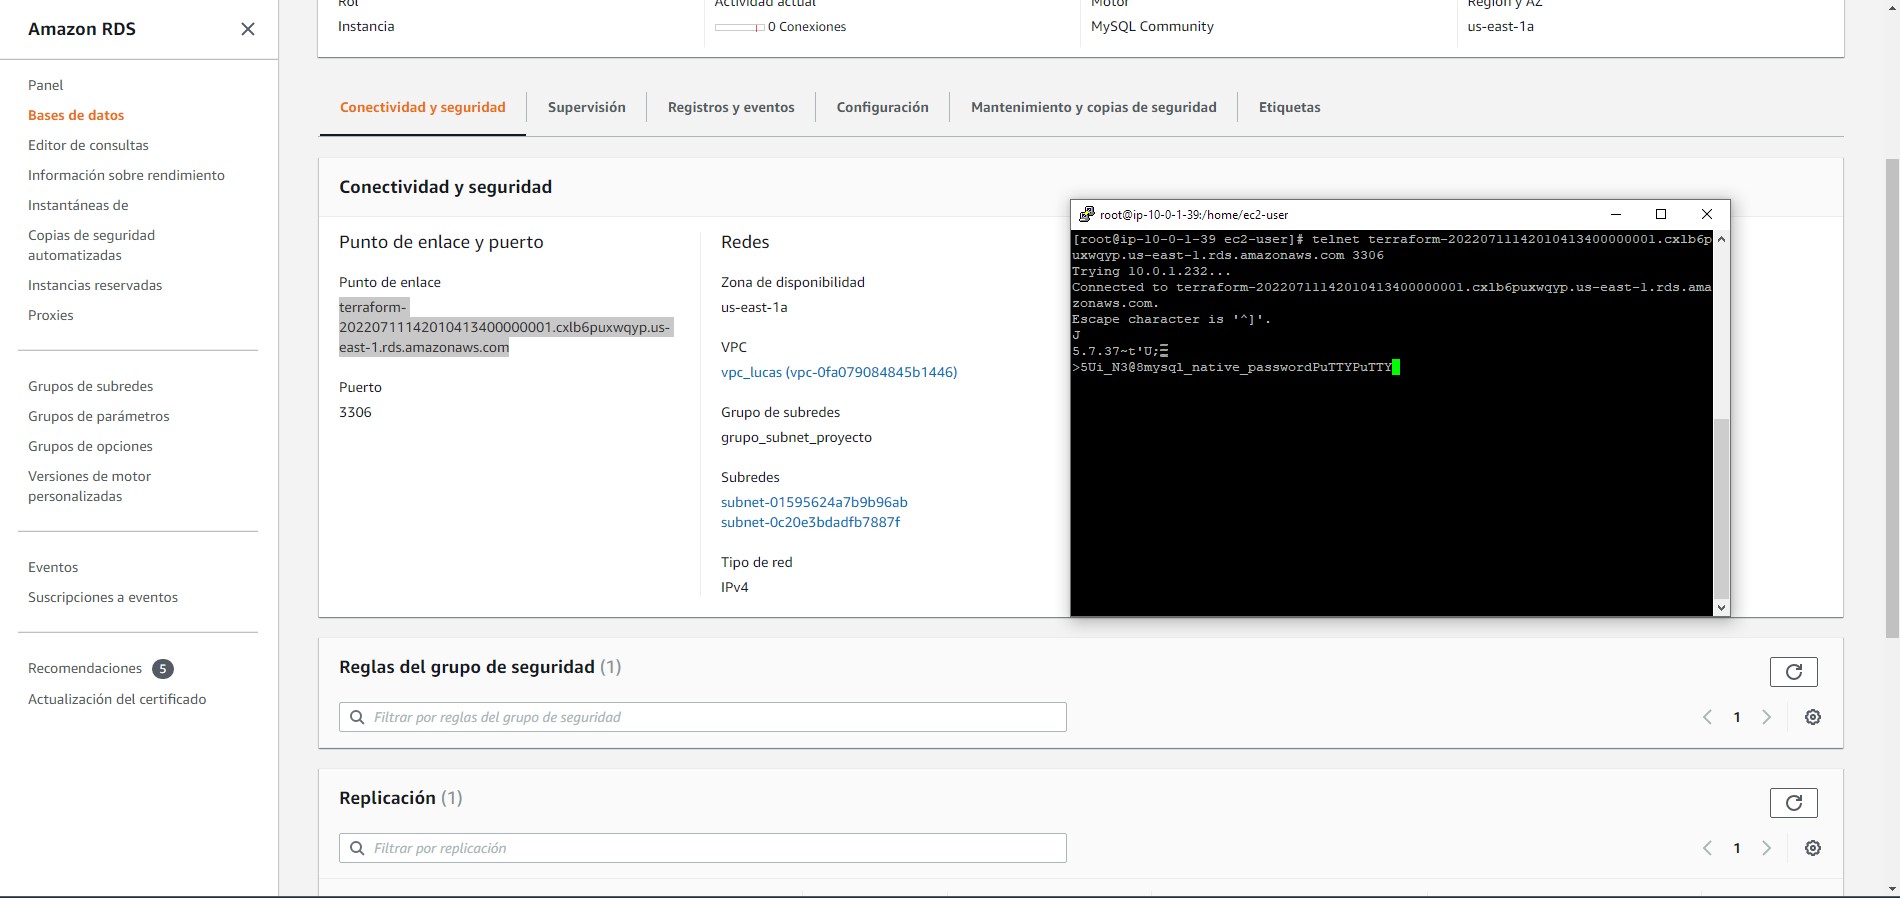 Amazon RDS
Panel
Bases de datos
Editor de consultas
Información sobre rendimiento
Instantáneas de
Copias de seguridad
automatizadas
Instancias reservadas
Proxies
Grupos de subredes
Grupos de parámetros
Grupos de opciones
Versiones de motor
personalizadas
Eventos
Suscripciones a eventos
Recomendaciones 5
Actualización del certificado
Rol
Instancia
Actividad actual
0 Conexiones
Motor
MySQL Community
Región y AZ
us-east-1a
Conectividad y seguridad
Supervisión
Registros y eventos
Configuración
Mantenimiento y copias de seguridad
Etiquetas
Conectividad y seguridad
Punto de enlace y puerto
Punto de enlace
terraform-
20220711142010413400000001.cxlb6puxwqyp.us-
east-1.rds.amazonaws.com
Puerto
3306
Redes
Zona de disponibilidad
us-east-1a
VPC
vpc_lucas (vpc-0fa079084845b1446)
Grupo de subredes
grupo_subnet_proyecto
Subredes
subnet-01595624a7b9b96ab
subnet-0c20e3bdadfb7887f
Tipo de red
IPv4
root@ip-10-0-1-39:/home/ec2-user
[root@ip-10-0-1-39 ec2-user]# telnet terraform-20220711142010413400000001.cxlb6p
uxwqyp.us-east-1.rds.amazonaws.com 3306
Trying 10.0.1.232...
Connected to terraform-20220711142010413400000001.cxlb6puxwqyp.us-east-1.rds.ama
zonaws.com.
Escape character is '^]'.
J
5.7.37~t'U;
>5Ui_N3@8mysql_native_passwordPuTTYPuTTY
Reglas del grupo de seguridad (1)
Filtrar por reglas del grupo de seguridad
1
Replicación (1)
Filtrar por replicación
1